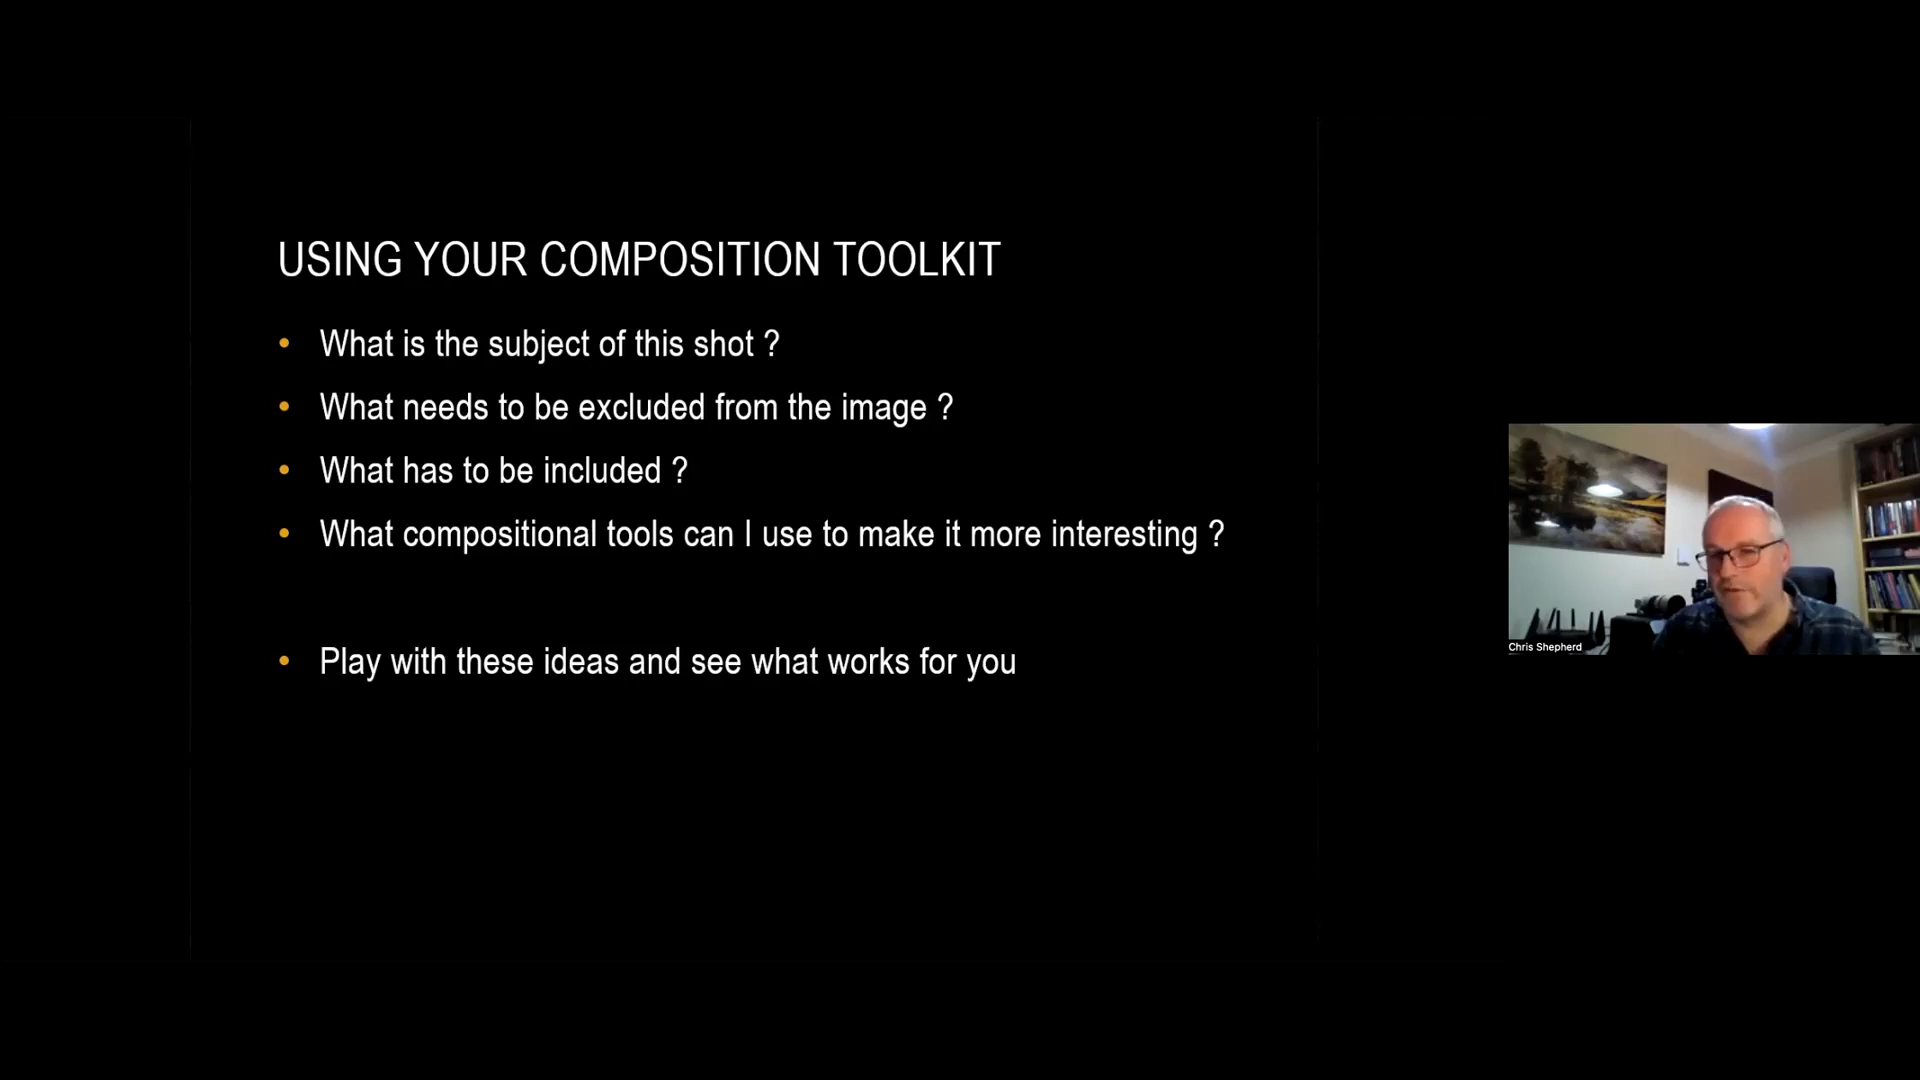 USING YOUR COMPOSITION TOOLKIT
• What is the subject of this shot ?
• What needs to be excluded from the image ?
• What has to be included ?
• What compositional tools can I use to make it more interesting ?
• Play with these ideas and see what works for you
Chris Shepherd